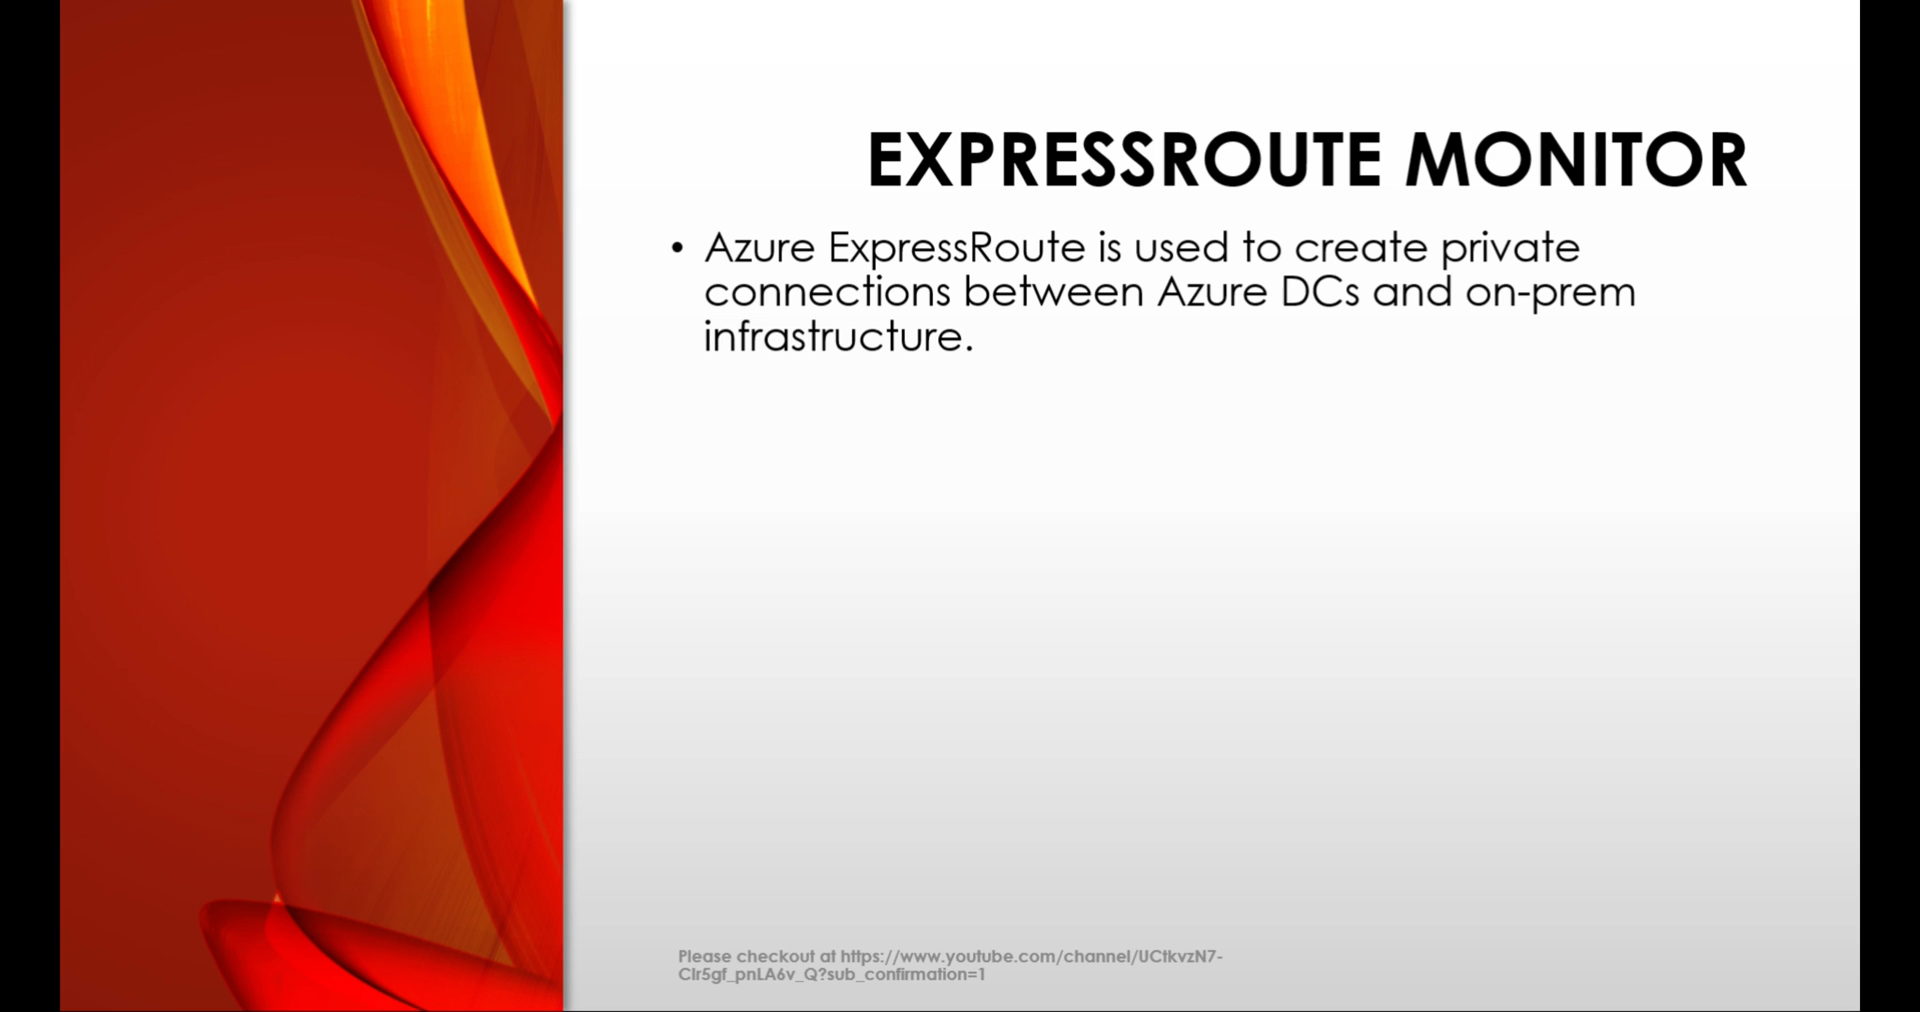 EXPRESSROUTE MONITOR
• Azure ExpressRoute is used to create private
connections between Azure DCs and on-prem
infrastructure.
Please checkout at https://www.youtube.com/channel/UCtkvzN7-
CIr5gf_pnLA6v_Q?sub_confirmation=1